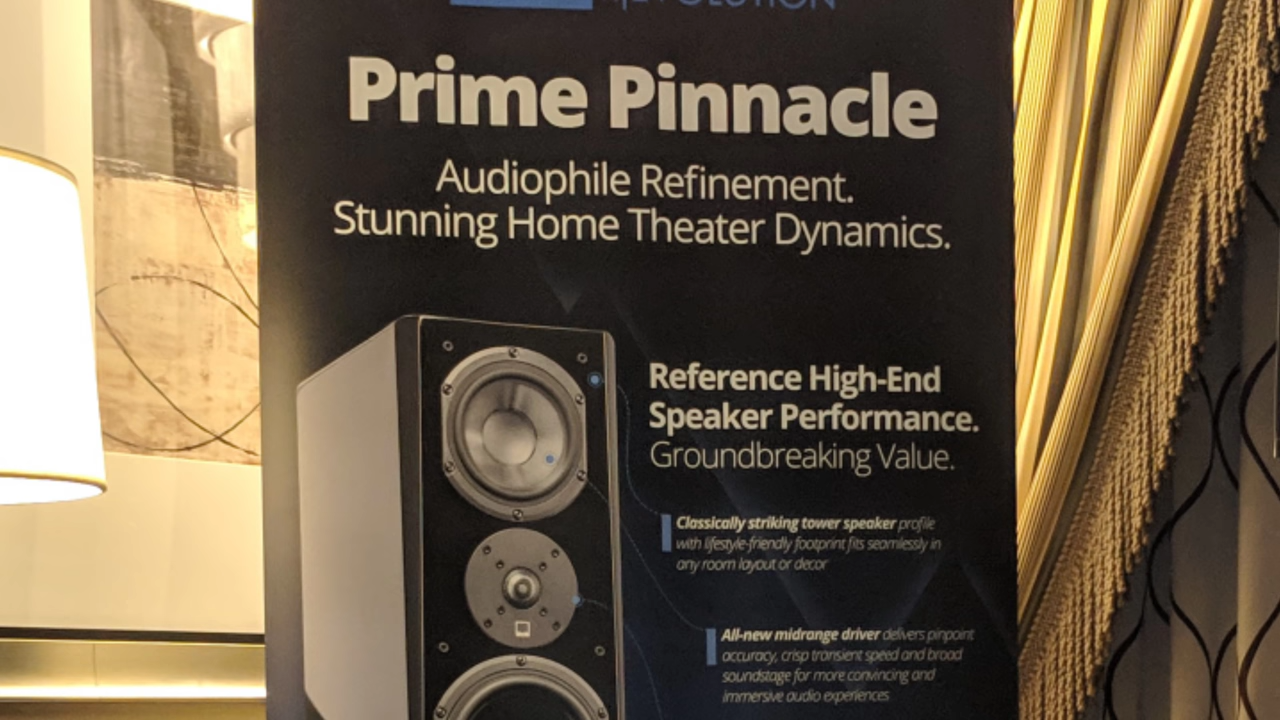 Prime Pinnacle
Audiophile Refinement.
Stunning Home Theater Dynamics.
Reference High-End
Speaker Performance.
Groundbreaking Value.
Classically striking tower speaker profile
with lifestyle-friendly footprint fits seamlessly in
any room layout or decor
All-new midrange driver delivers pinpoint
accuracy, crisp transient speed and broad
soundstage for more convincing and
immersive audio experiences